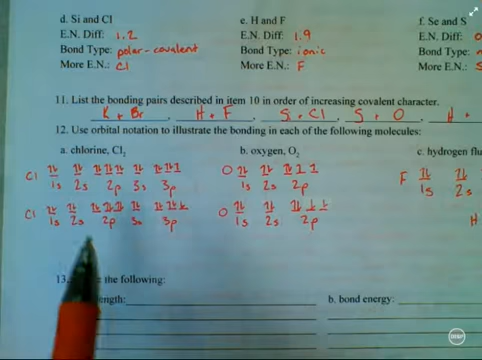 d. Si and Cl e. H and F f. Se and S
E.N. Diff: 1.2 E.N. Diff: 1.9 E.N. Diff: 0
Bond Type: polar-covalent Bond Type: ionic Bond Type:
More E.N.: Cl More E.N.: F More E.N.: S
11. List the bonding pairs described in item 10 in order of increasing covalent character.
K + Br, H + F, Si + Cl, S + O, H +
12. Use orbital notation to illustrate the bonding in each of the following molecules:
a. chlorine, Cl₂ b. oxygen, O₂ c. hydrogen flu
Cl ⥮ ⥮ ⥮ ⥮ ⥮ ⥮ ⥮ ⥮ ↿ O ⥮ ⥮ ⥮ ↿ ↿ F ⥮ ⥮
1s 2s 2p 3s 3p 1s 2s 2p 1s 2s
Cl ⥮ ⥮ ⥮ ⥮ ⥮ ⥮ ⥮ ⥮ ⇂ O ⥮ ⥮ ⥮ ⇂ ⇂ H
1s 2s 2p 3s 3p 1s 2s 2p
13. the following:
ength: b. bond energy: